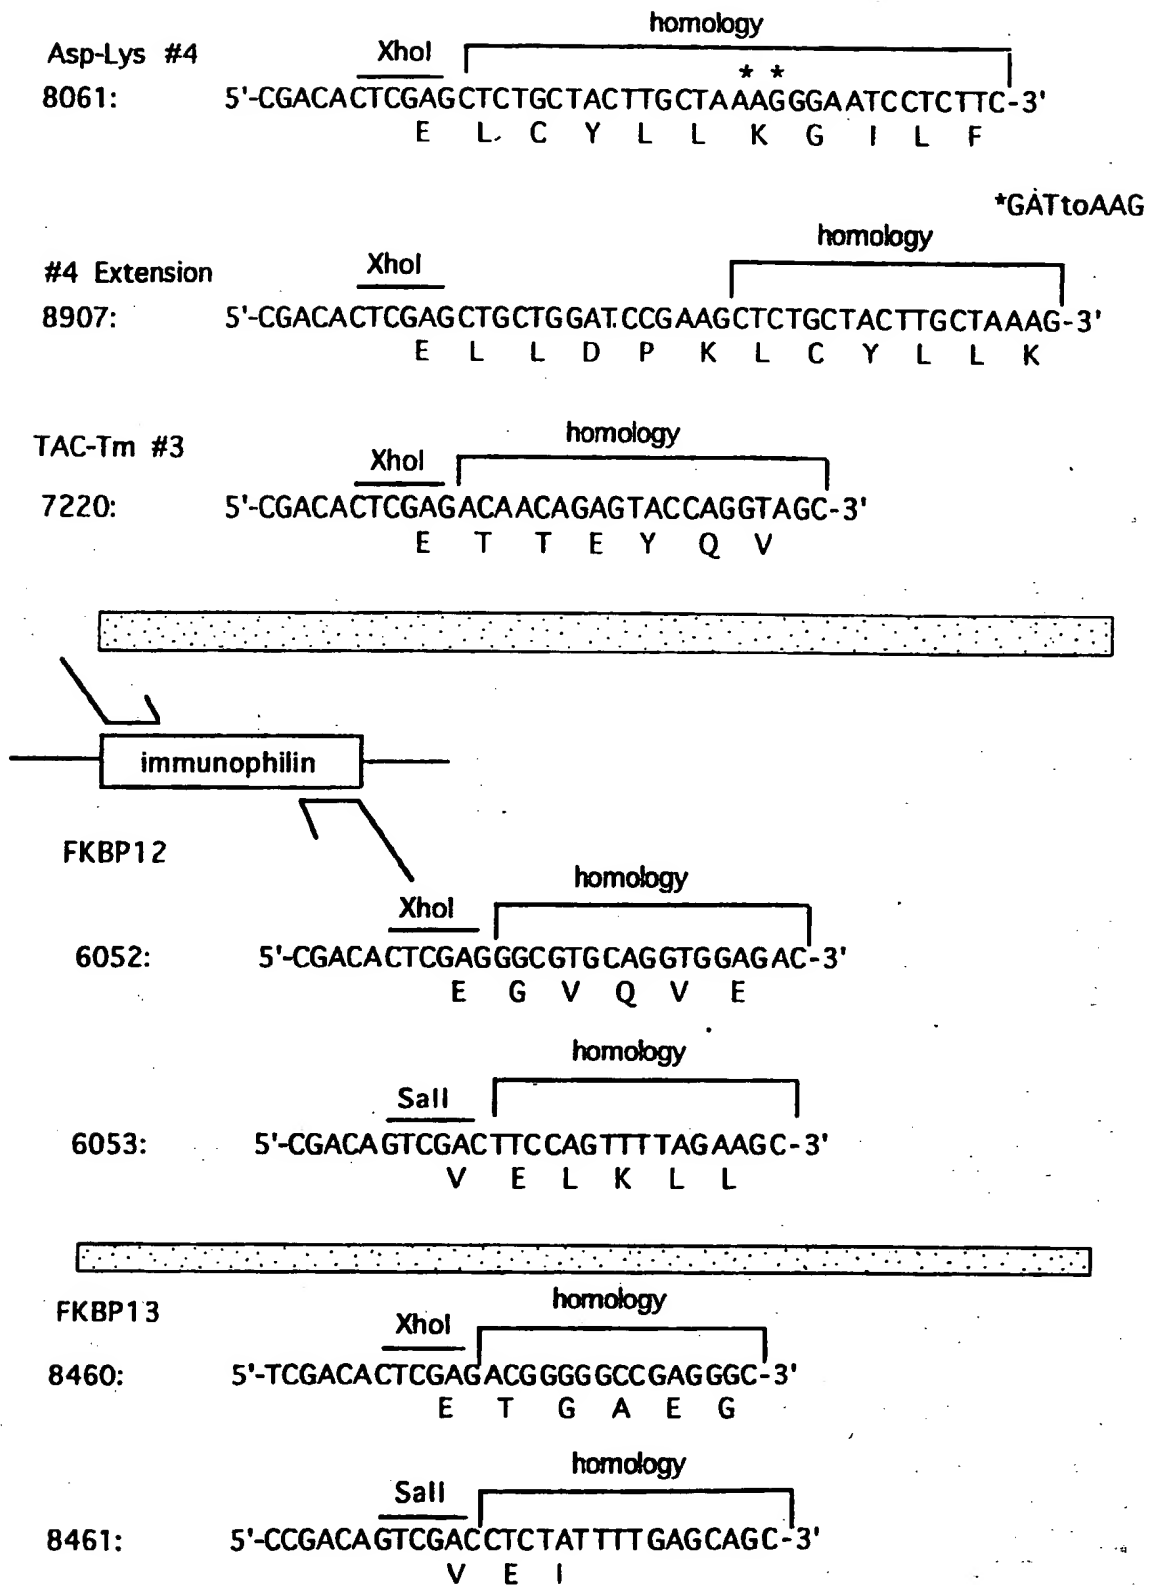 homology
Asp-Lys #4
XhoI
* *
8061: 5'-CGACACTCGAGCTCTGCTACTTGCTAAAGGGAATCCTCTTC-3'
E L C Y L L K G I L F
*GATtoAAG
homology
#4 Extension
XhoI
8907: 5'-CGACACTCGAGCTGCTGGATCCGAAGCTCTGCTACTTGCTAAAG-3'
E L L D P K L C Y L L K
homology
TAC-Tm #3
XhoI
7220: 5'-CGACACTCGAGACAACAGAGTACCAGGTAGC-3'
E T T E Y Q V
immunophilin
FKBP12
homology
XhoI
6052: 5'-CGACACTCGAGGGCGTGCAGGTGGAGAC-3'
E G V Q V E
homology
SalI
6053: 5'-CGACAGTCGACTTCCAGTTTTAGAAGC-3'
V E L K L L
FKBP13
homology
XhoI
8460: 5'-TCGACACTCGAGACGGGGGCCGAGGGC-3'
E T G A E G
homology
SalI
8461: 5'-CCGACAGTCGACCTCTATTTTGAGCAGC-3'
V E I